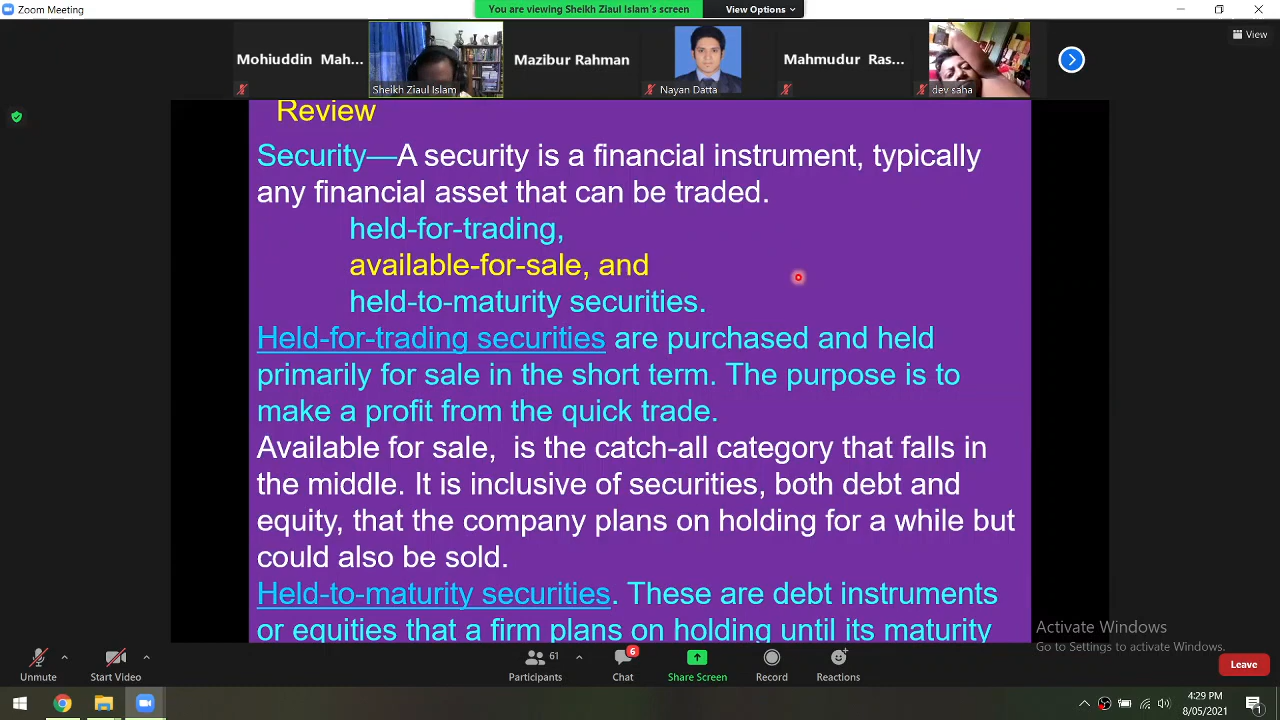 Zoom Meeting
You are viewing Sheikh Ziaul Islam's screen
View Options
Mohiuddin Mah...
Sheikh Ziaul Islam
Mazibur Rahman
Nayan Datta
Mahmudur Ras...
dev saha
View
Review
Security—A security is a financial instrument, typically
any financial asset that can be traded.
held-for-trading,
available-for-sale, and
held-to-maturity securities.
Held-for-trading securities are purchased and held
primarily for sale in the short term. The purpose is to
make a profit from the quick trade.
Available for sale, is the catch-all category that falls in
the middle. It is inclusive of securities, both debt and
equity, that the company plans on holding for a while but
could also be sold.
Held-to-maturity securities. These are debt instruments
or equities that a firm plans on holding until its maturity
Activate Windows
Go to Settings to activate Windows.
Unmute
Start Video
61
Participants
6
Chat
Share Screen
Record
Reactions
Leave
4:29 PM
8/05/2021
1